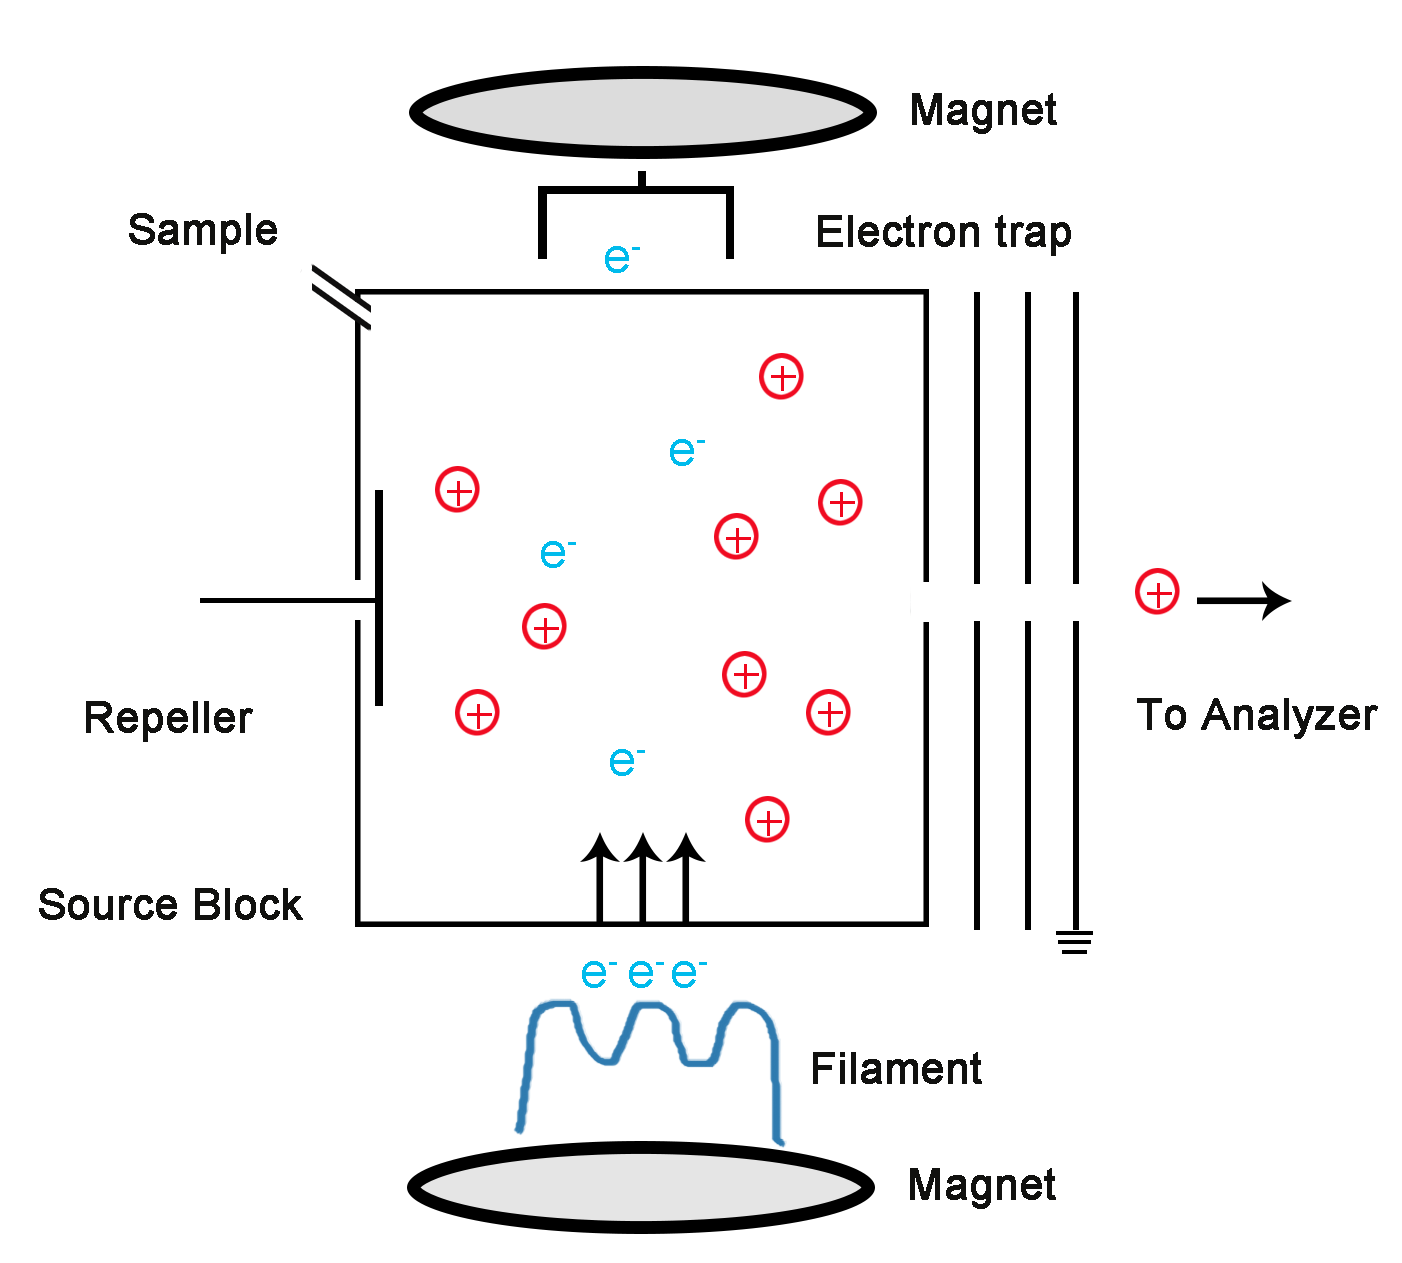 Magnet
Sample
Electron trap
e-
+
e-
+
+
e-
+
+
+
+
+
+
Repeller
To Analyzer
e-
+
Source Block
e- e- e-
Filament
Magnet